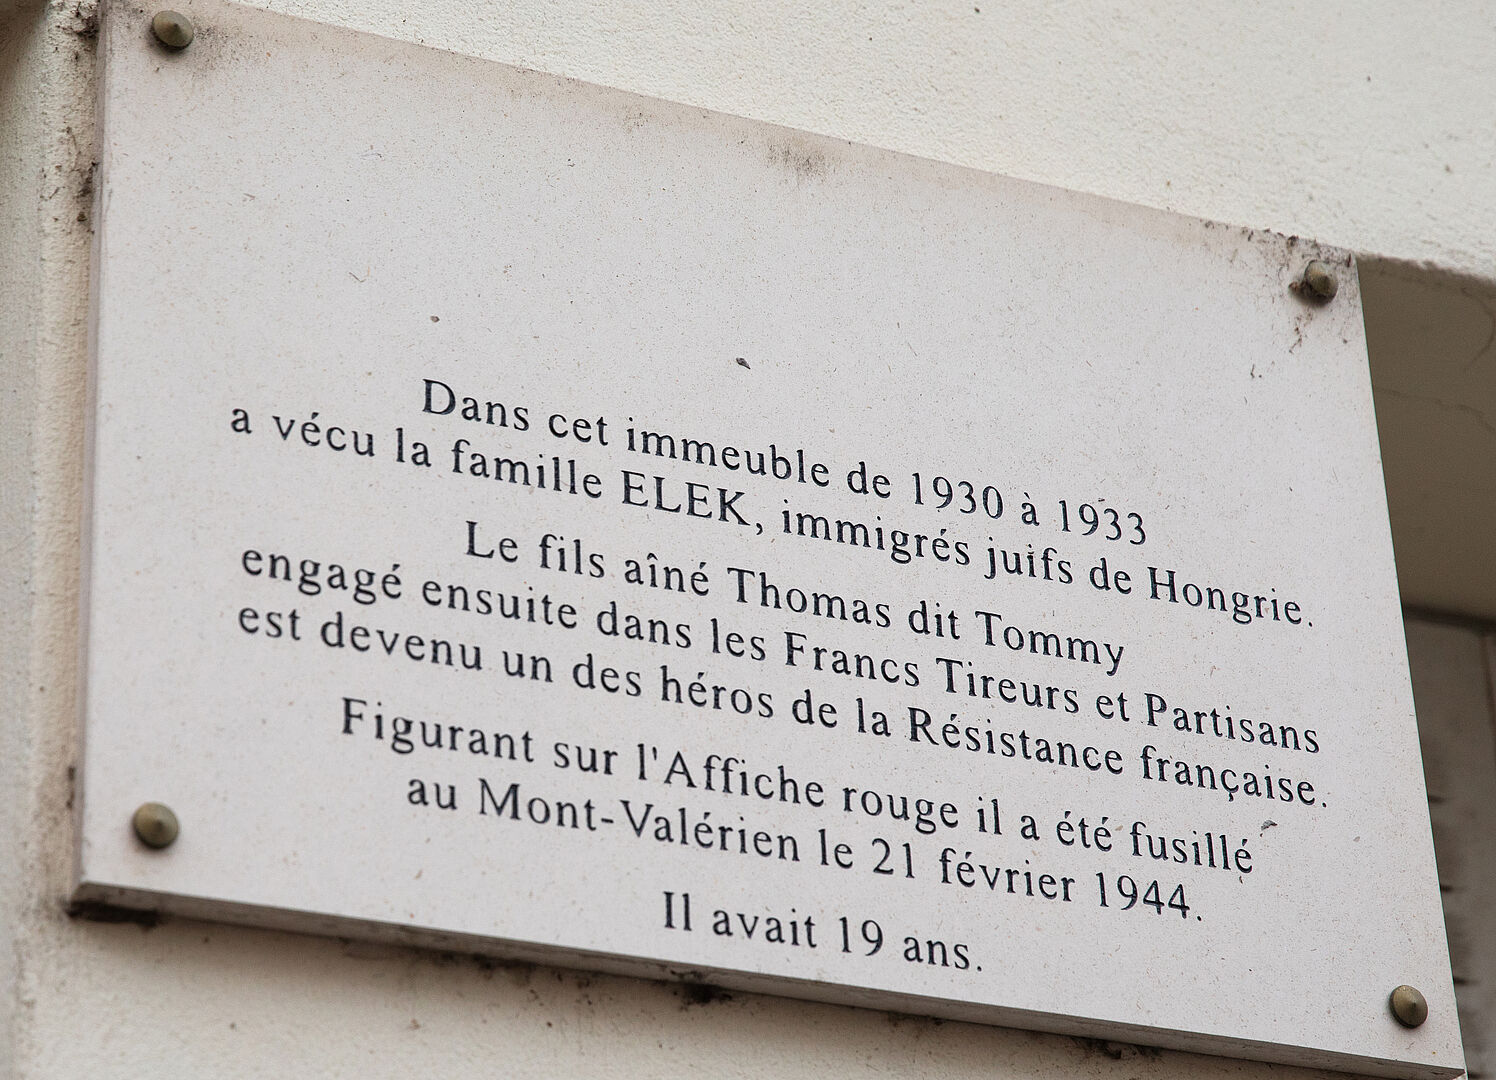 Dans cet immeuble de 1930 à 1933
a vécu la famille ELEK, immigrés juifs de Hongrie.
Le fils aîné Thomas dit Tommy
engagé ensuite dans les Francs Tireurs et Partisans
est devenu un des héros de la Résistance française.
Figurant sur l'Affiche rouge il a été fusillé
au Mont-Valérien le 21 février 1944.
Il avait 19 ans.